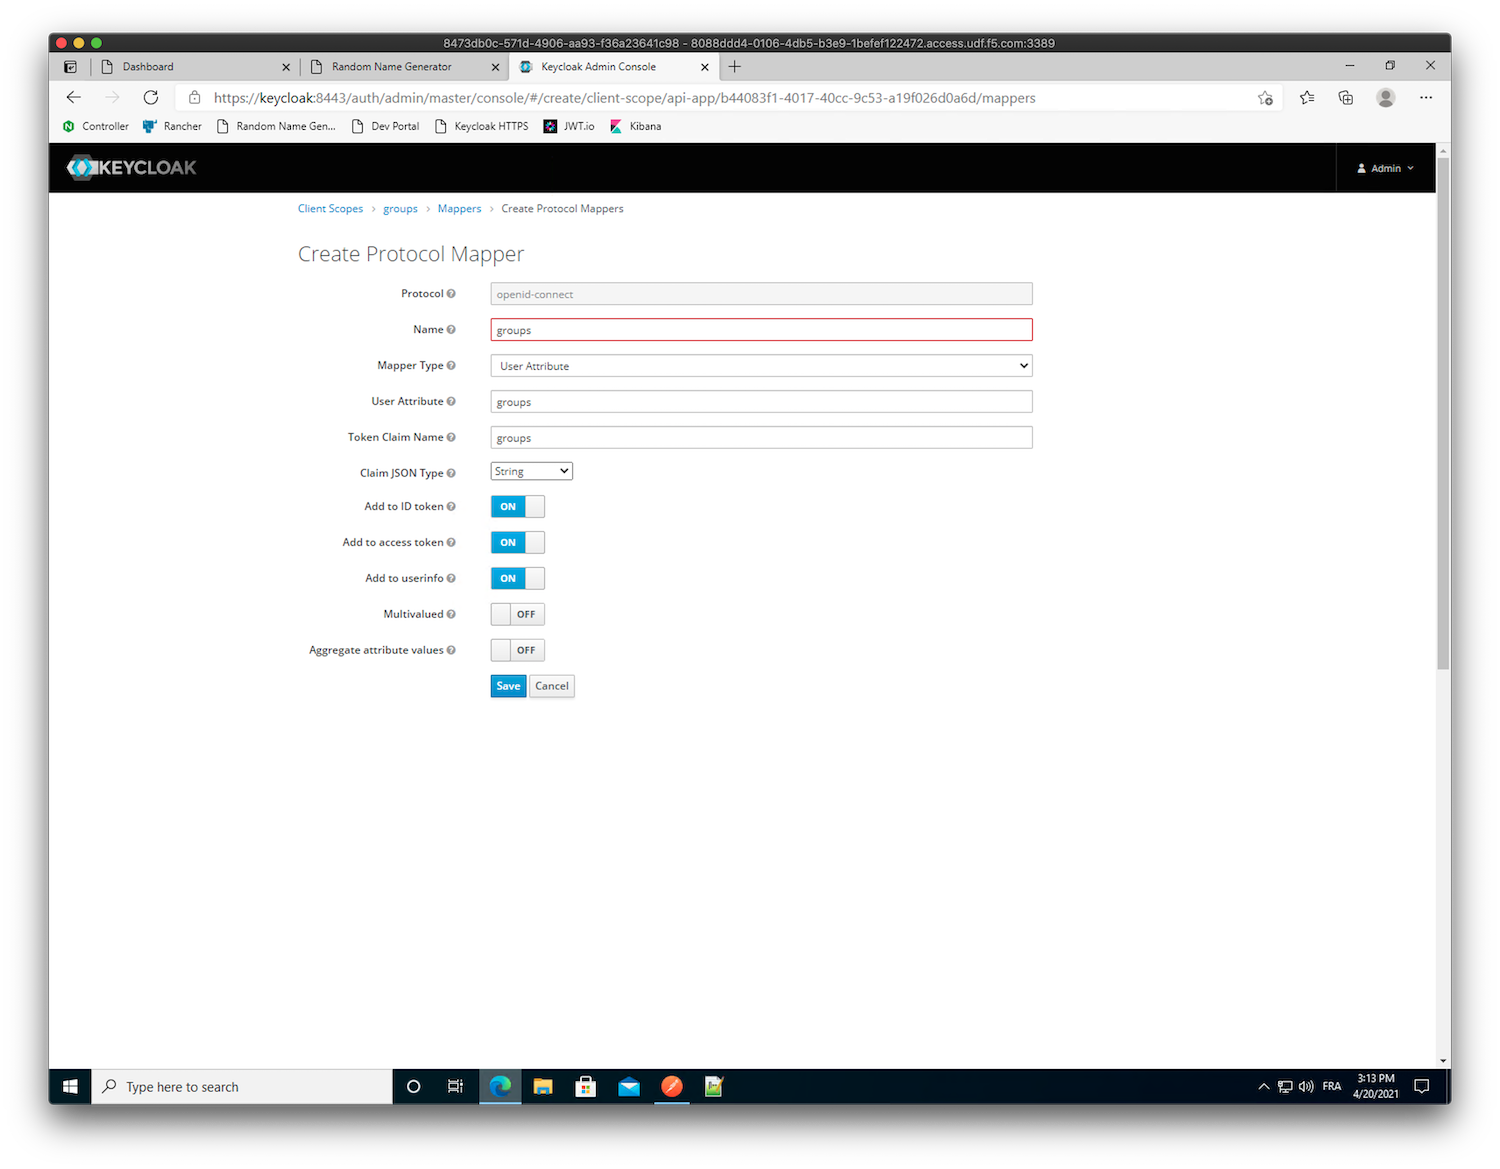 8473db0c-571d-4906-aa93-f36a23641c98 - 8088ddd4-0106-4db5-b3e9-1befef122472.access.udf.f5.com:3389
Dashboard Random Name Generator Keycloak Admin Console
https://keycloak:8443/auth/admin/master/console/#/create/client-scope/api-app/b44083f1-4017-40cc-9c53-a19f026d0a6d/mappers
Controller Rancher Random Name Gen... Dev Portal Keycloak HTTPS JWT.io Kibana
KEYCLOAK Admin
Client Scopes > groups > Mappers > Create Protocol Mappers
Create Protocol Mapper
Protocol openid-connect
Name groups
Mapper Type User Attribute
User Attribute groups
Token Claim Name groups
Claim JSON Type String
Add to ID token ON
Add to access token ON
Add to userinfo ON
Multivalued OFF
Aggregate attribute values OFF
Save Cancel
Type here to search FRA 3:13 PM
4/20/2021